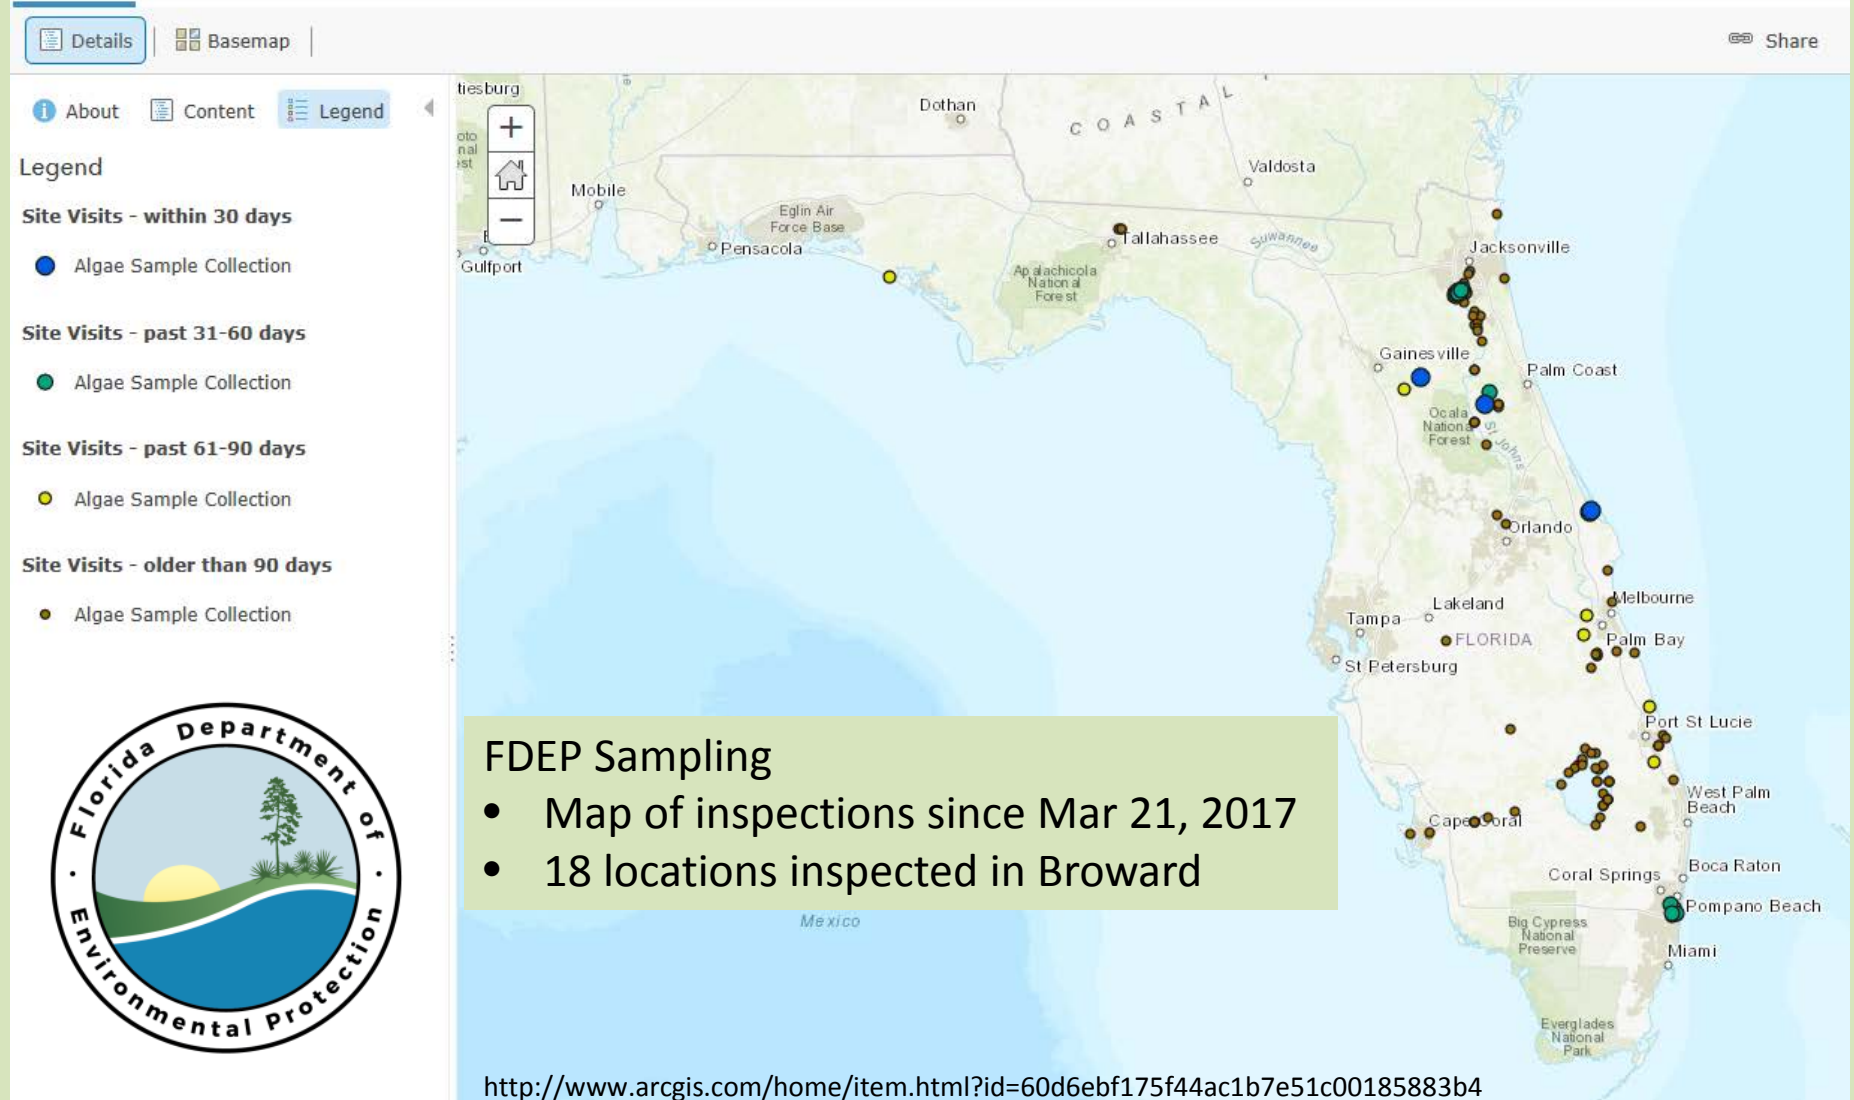 Details
Basemap
Share
About
Content
Legend
Legend
Site Visits - within 30 days
Algae Sample Collection
Site Visits - past 31-60 days
Algae Sample Collection
Site Visits - past 61-90 days
Algae Sample Collection
Site Visits - older than 90 days
Algae Sample Collection
Florida Department of
Environmental Protection
tiesburg
Dothan
COASTAL
oto
nal
est
Valdosta
Mobile
Eglin Air
Force Base
Pensacola
Tallahassee
Suwannee
Jacksonville
Gulfport
Apalachicola
National
Forest
Gainesville
Palm Coast
Ocala
National
Forest
St Johns
Orlando
Lakeland
Melbourne
Tampa
FLORIDA
Palm Bay
St Petersburg
Port St Lucie
FDEP Sampling
• Map of inspections since Mar 21, 2017
• 18 locations inspected in Broward
West Palm
Beach
Cape Coral
Coral Springs
Boca Raton
Pompano Beach
Mexico
Big Cypress
National
Preserve
Miami
Everglades
National
Park
http://www.arcgis.com/home/item.html?id=60d6ebf175f44ac1b7e51c00185883b4